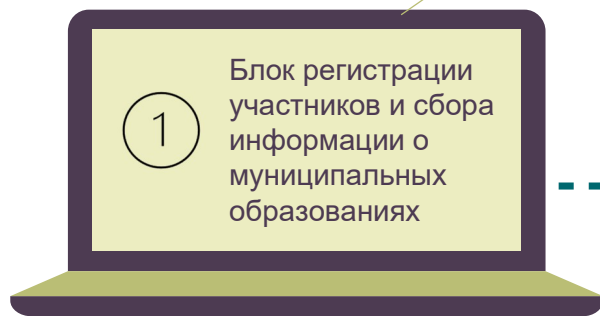 1
Блок регистрации
участников и сбора
информации о
муниципальных
образованиях